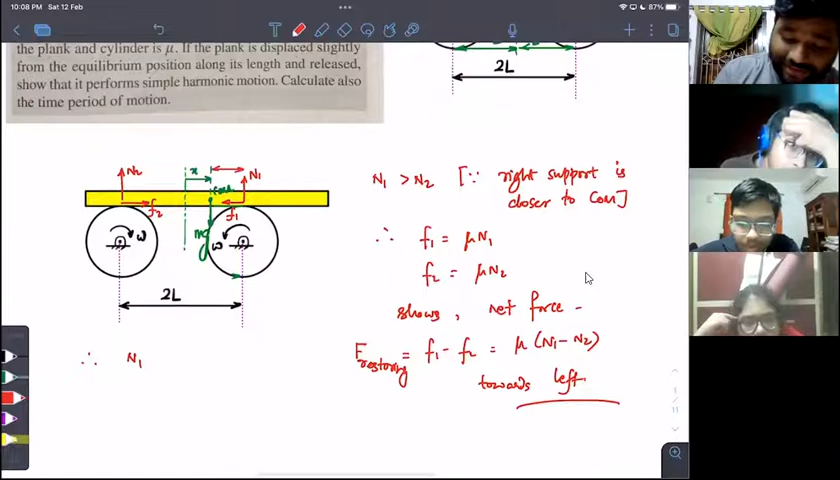 10:08 PM Sat 12 Feb
87%
the plank and cylinder is μ. If the plank is displaced slightly
from the equilibrium position along its length and released,
show that it performs simple harmonic motion. Calculate also
the time period of motion.
2L
N2 x N1
com
f2 f1
mg
ω ω
2L
N1 > N2 [∵ right support is
closer to COM]
∴ f1 = μN1
f2 = μN2
shows, net force -
Frestoring = f1 - f2 = μ(N1 - N2)
towards left.
∴ N1